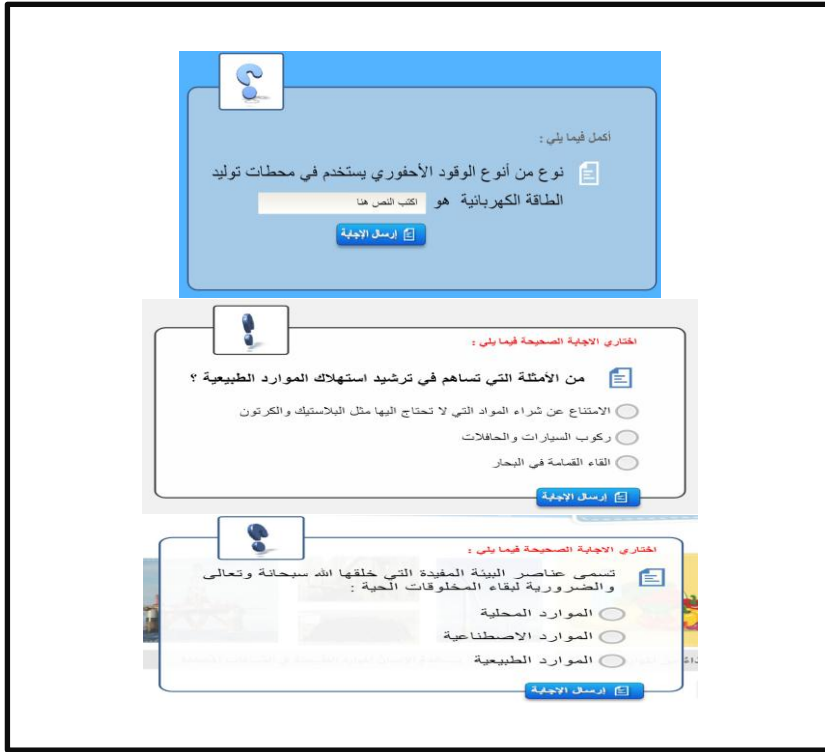 أكمل فيما يلي :
نوع من أنوع الوقود الأحفوري يستخدم في محطات توليد
الطاقة الكهربائية هو اكتب النص هنا
إرسال الإجابة
اختاري الاجابة الصحيحة فيما يلي :
من الأمثلة التي تساهم في ترشيد استهلاك الموارد الطبيعية ؟
الامتناع عن شراء المواد التي لا تحتاج اليها مثل البلاستيك والكرتون
ركوب السيارات والحافلات
القاء القمامة في البحار
إرسال الإجابة
اختاري الاجابة الصحيحة فيما يلي :
تسمى عناصر البيئة المفيدة التي خلقها الله سبحانة وتعالى
والضرورية لبقاء المخلوقات الحية :
الموارد المحلية
الموارد الاصطناعية
الموارد الطبيعية
إرسال الإجابة